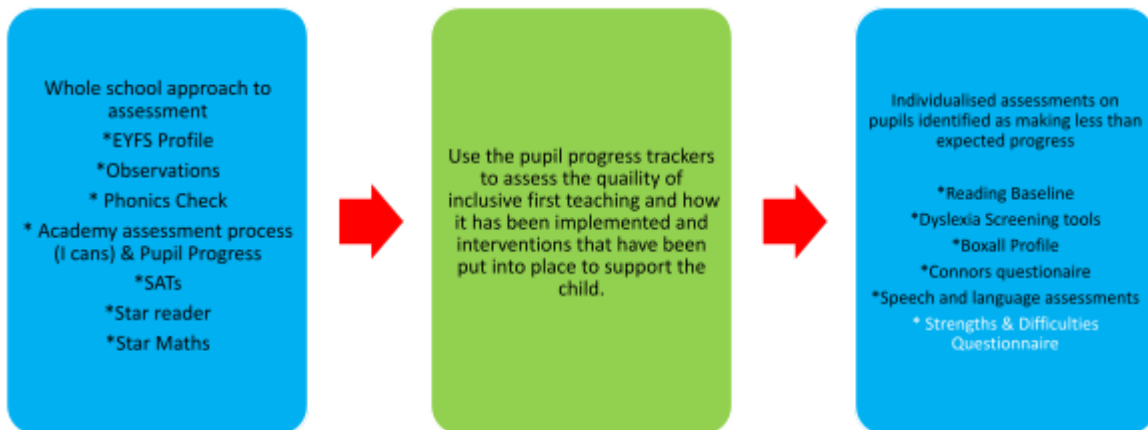 Whole school approach to
assessment
*EYFS Profile
*Observations
* Phonics Check
* Academy assessment process
(I cans) & Pupil Progress
*SATs
*Star reader
*Star Maths
Use the pupil progress trackers
to assess the quaility of
inclusive first teaching and how
it has been implemented and
interventions that have been
put into place to support the
child.
Individualised assessments on
pupils identified as making less than
expected progress
*Reading Baseline
*Dyslexia Screening tools
*Boxall Profile
*Connors questionaire
*Speech and language assessments
* Strengths & Difficulties
Questionnaire